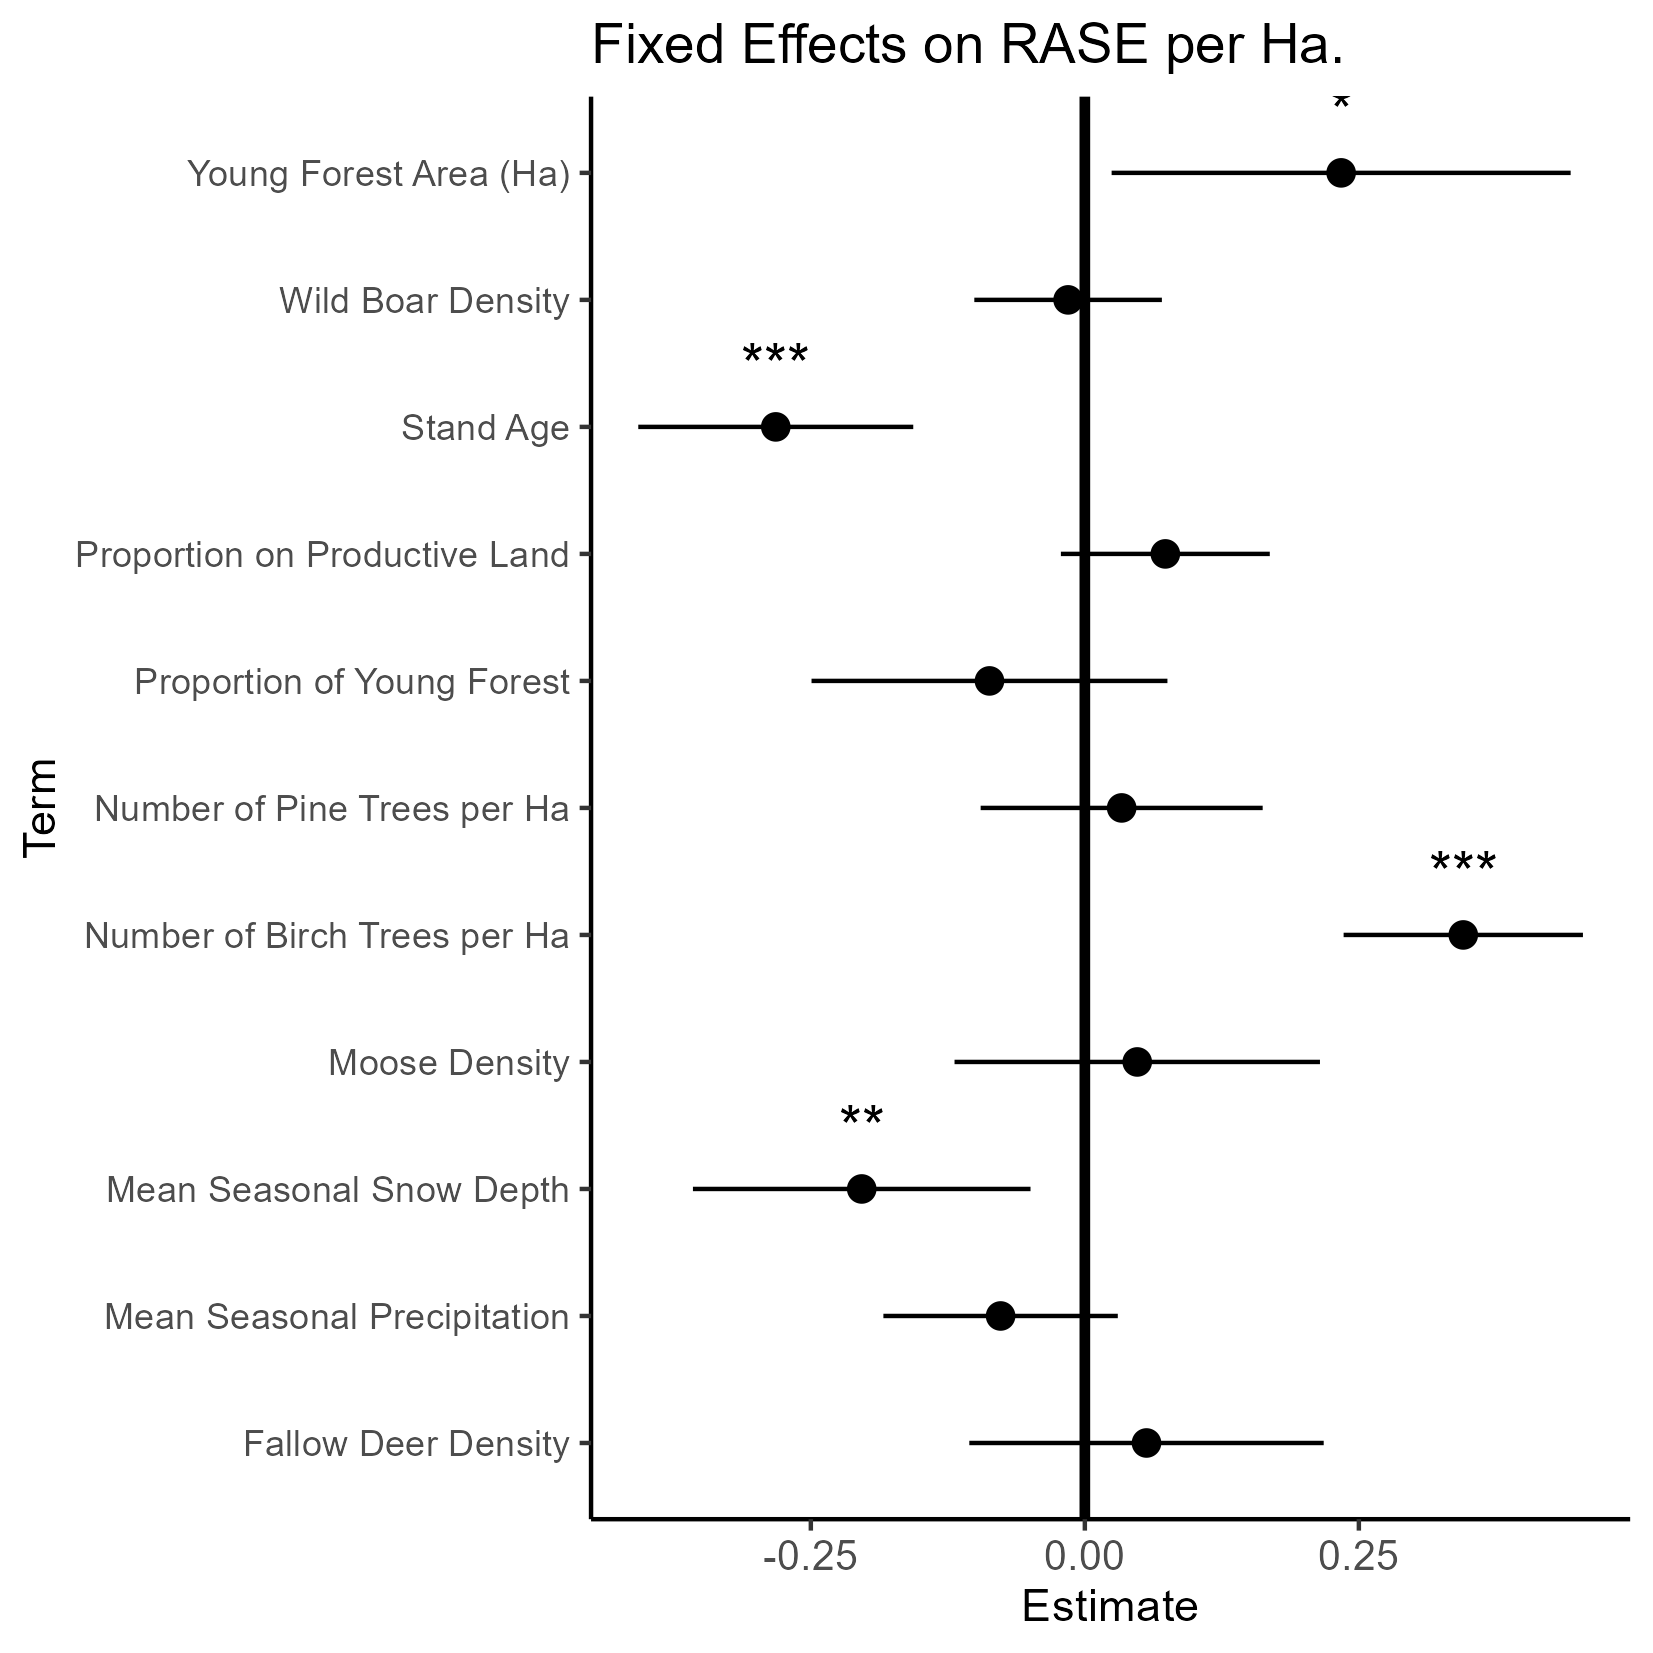 Fixed Effects on RASE per Ha.
*
Young Forest Area (Ha)
Wild Boar Density
***
Stand Age
Proportion on Productive Land
Proportion of Young Forest
Number of Pine Trees per Ha
***
Number of Birch Trees per Ha
Moose Density
**
Mean Seasonal Snow Depth
Mean Seasonal Precipitation
Fallow Deer Density
Term
-0.25 0.00 0.25
Estimate